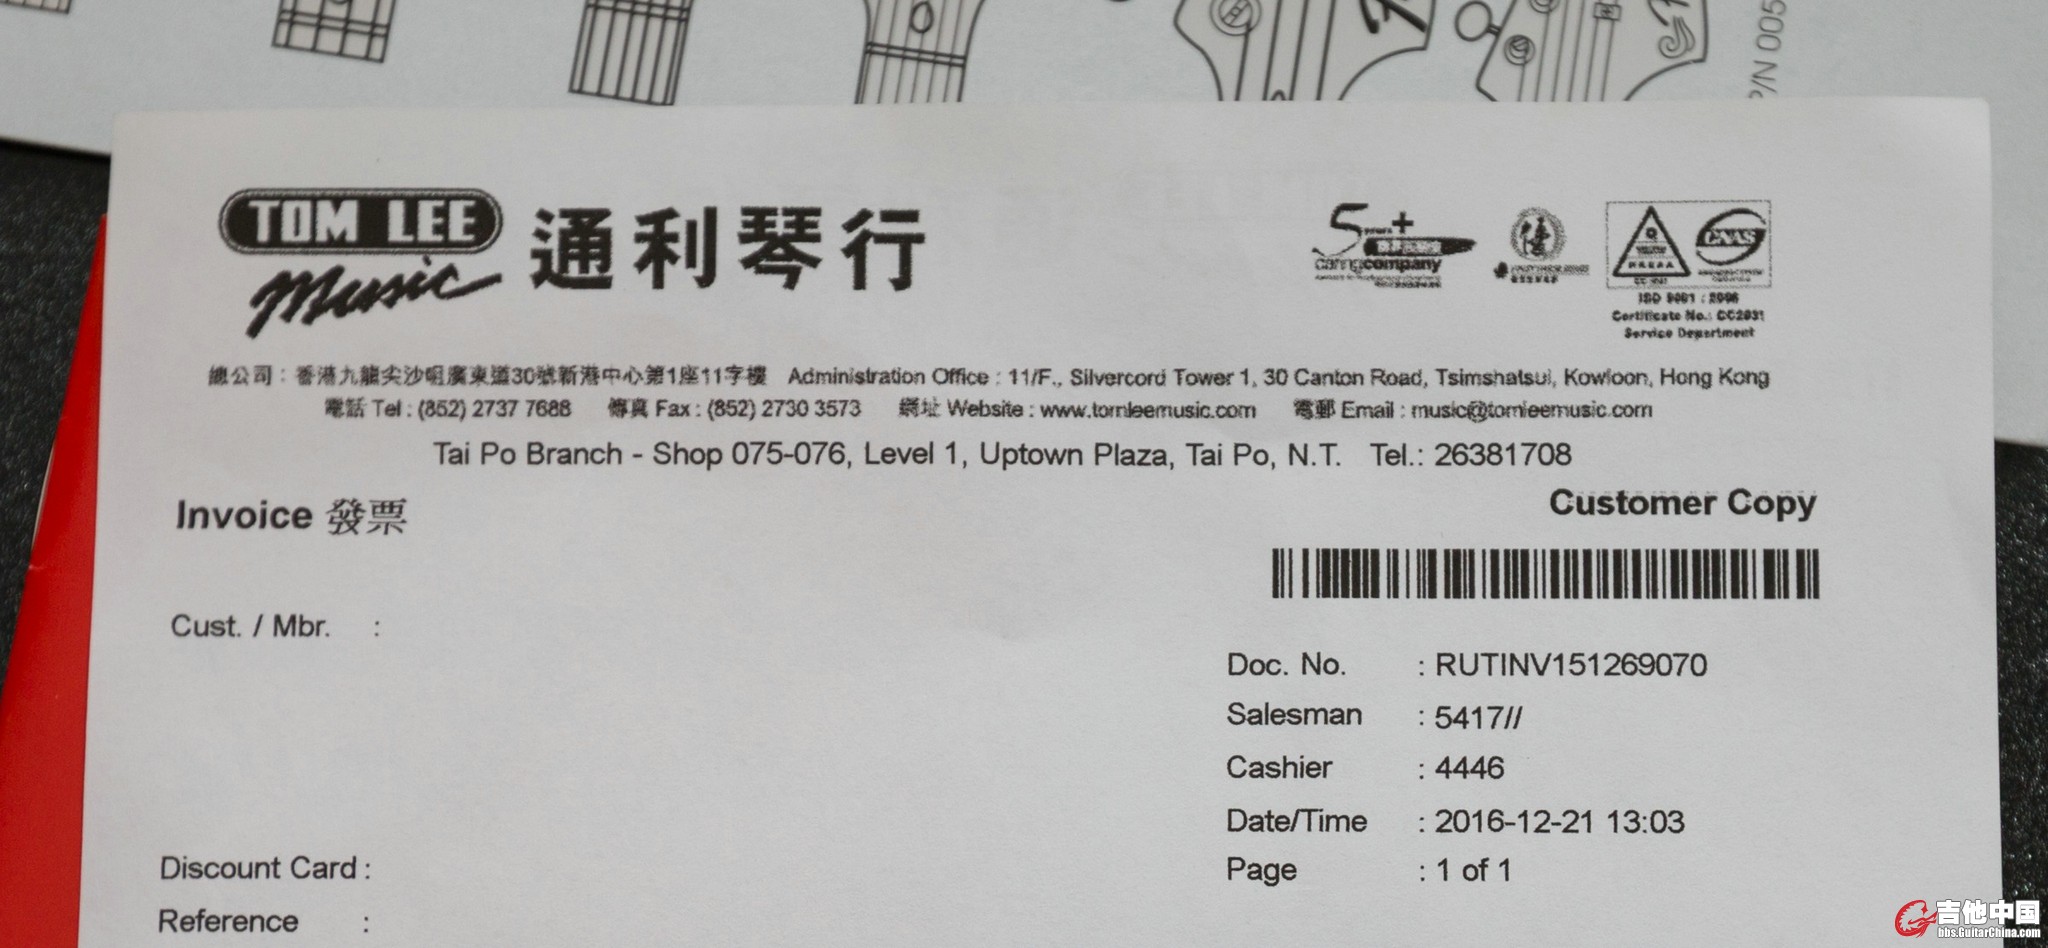 P/N 005
TOM LEE
Music
通利琴行
5 years+
caringcompany
CNAS
ISO 9001 : 2008
Certificate No.: CC2031
Service Department
總公司 : 香港九龍尖沙咀廣東道30號新港中心第1座11字樓 Administration Office : 11/F., Silvercord Tower 1, 30 Canton Road, Tsimshatsui, Kowloon, Hong Kong
電話 Tel : (852) 2737 7688 傳真 Fax : (852) 2730 3573 網址 Website : www.tomleemusic.com 電郵 Email : music@tomleemusic.com
Tai Po Branch - Shop 075-076, Level 1, Uptown Plaza, Tai Po, N.T. Tel.: 26381708
Invoice 發票
Customer Copy
Cust. / Mbr. :
Doc. No. : RUTINV151269070
Salesman : 5417//
Cashier : 4446
Date/Time : 2016-12-21 13:03
Page : 1 of 1
Discount Card :
Reference :
吉他中国
bbs.GuitarChina.com